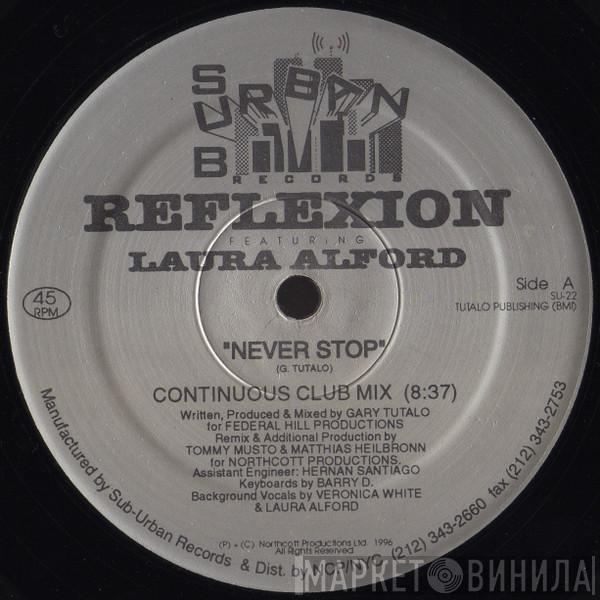 SUB URBAN
RECORDS
REFLEXION
FEATURING
LAURA ALFORD
45
RPM
Side A
SU-22
TUTALO PUBLISHING (BMI)
"NEVER STOP"
(G. TUTALO)
CONTINUOUS CLUB MIX (8:37)
Written, Produced & Mixed by GARY TUTALO
for FEDERAL HILL PRODUCTIONS
Remix & Additional Production by
TOMMY MUSTO & MATTHIAS HEILBRONN
for NORTHCOTT PRODUCTIONS.
Assistant Engineer: HERNAN SANTIAGO
Keyboards by BARRY D.
Background Vocals by VERONICA WHITE
& LAURA ALFORD
(P) + (C) Northcott Productions Ltd. 1996
All Rights Reserved
Manufactured by Sub-Urban Records & Dist. by NCP/NYC (212) 343-2660 fax (212) 343-2753
МАРКЕТ ВИНИЛА